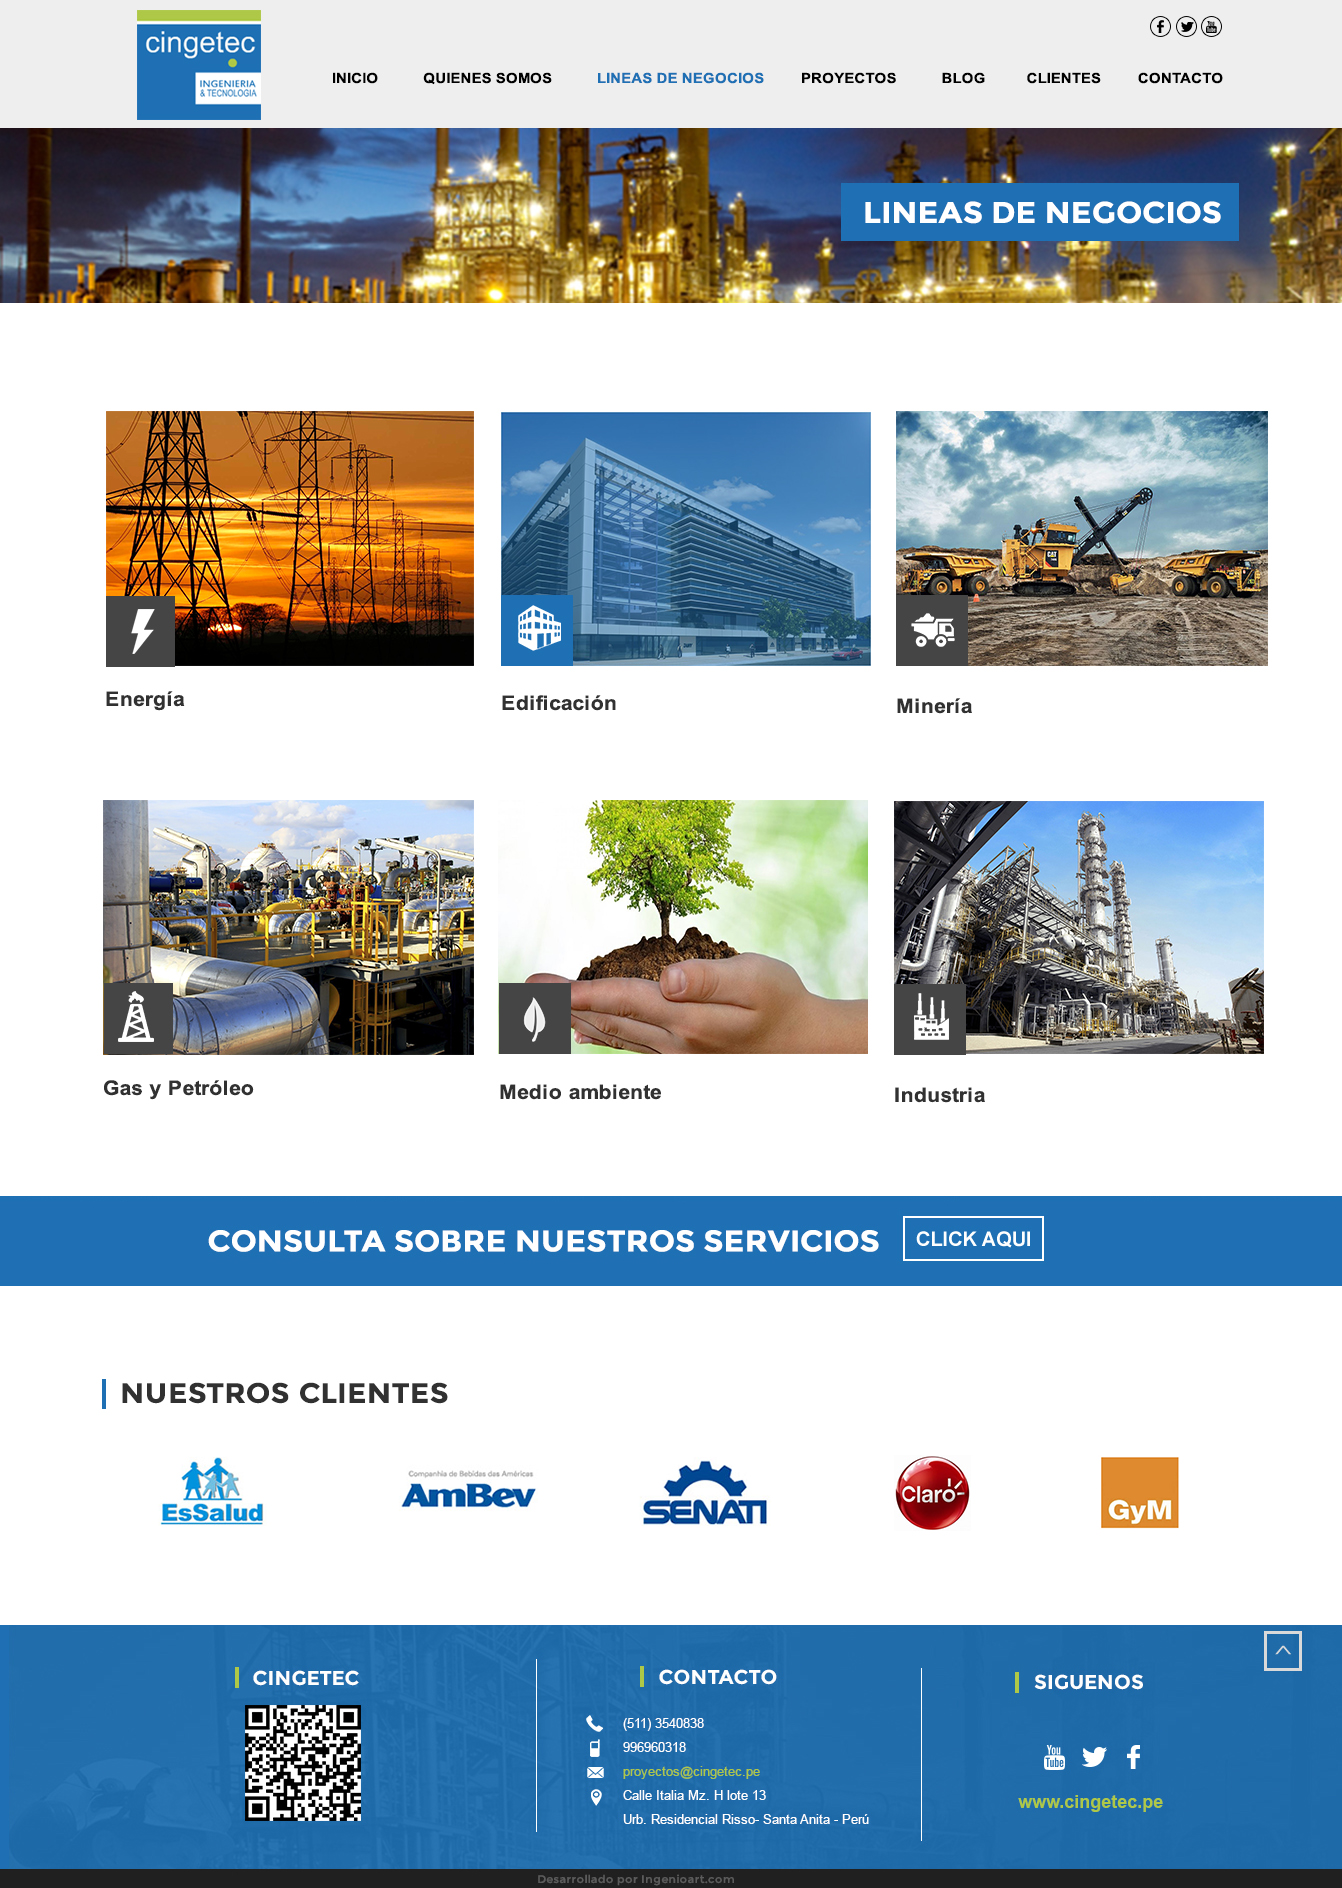 cingetec
INGENIERIA
& TECNOLOGIA
INICIO
QUIENES SOMOS
LINEAS DE NEGOCIOS
PROYECTOS
BLOG
CLIENTES
CONTACTO
LINEAS DE NEGOCIOS
CAT
Energía
Edificación
Minería
Gas y Petróleo
Medio ambiente
Industria
CONSULTA SOBRE NUESTROS SERVICIOS
CLICK AQUI
NUESTROS CLIENTES
EsSalud
Companhia de Bebidas das Américas
AmBev
SENATI
Claro
GyM
CINGETEC
CONTACTO
(511) 3540838
996960318
proyectos@cingetec.pe
Calle Italia Mz. H lote 13
Urb. Residencial Risso- Santa Anita - Perú
SIGUENOS
You
Tube
www.cingetec.pe
Desarrollado por Ingenioart.com